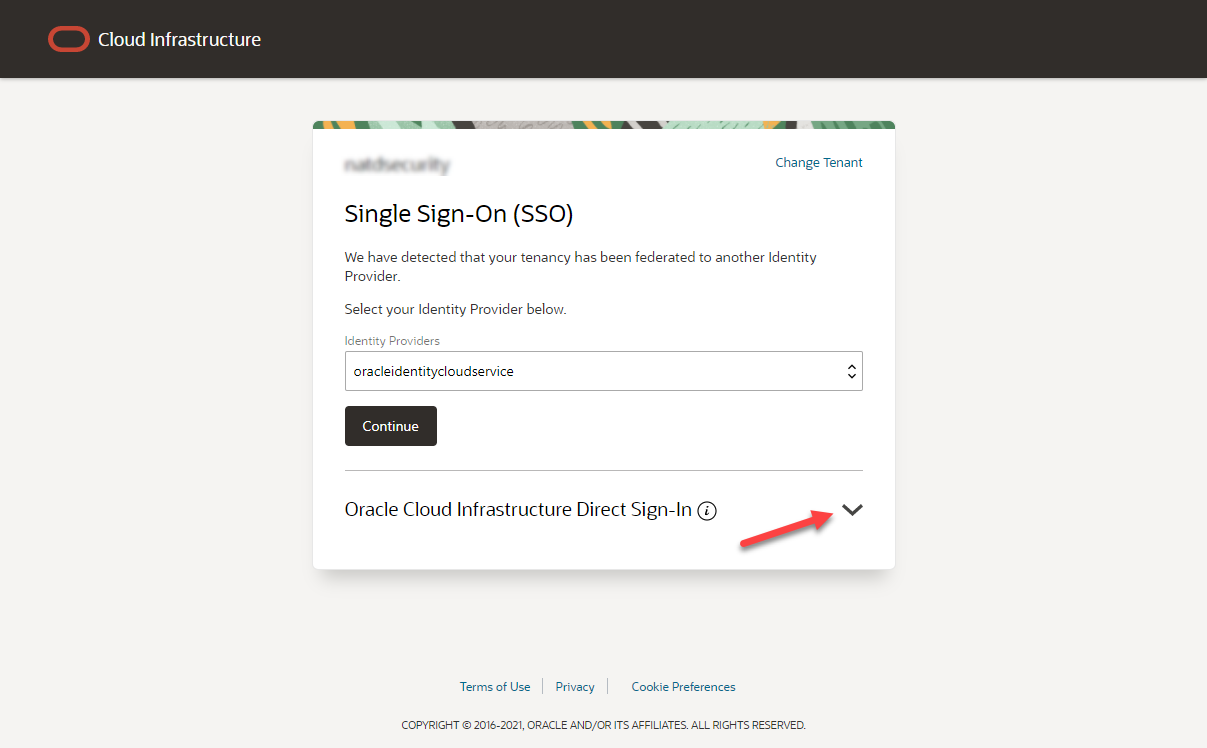 Cloud Infrastructure
natdsecurity
Change Tenant
Single Sign-On (SSO)
We have detected that your tenancy has been federated to another Identity
Provider.
Select your Identity Provider below.
Identity Providers
oracleidentitycloudservice
Continue
Oracle Cloud Infrastructure Direct Sign-In
Terms of Use
Privacy
Cookie Preferences
COPYRIGHT © 2016-2021, ORACLE AND/OR ITS AFFILIATES. ALL RIGHTS RESERVED.